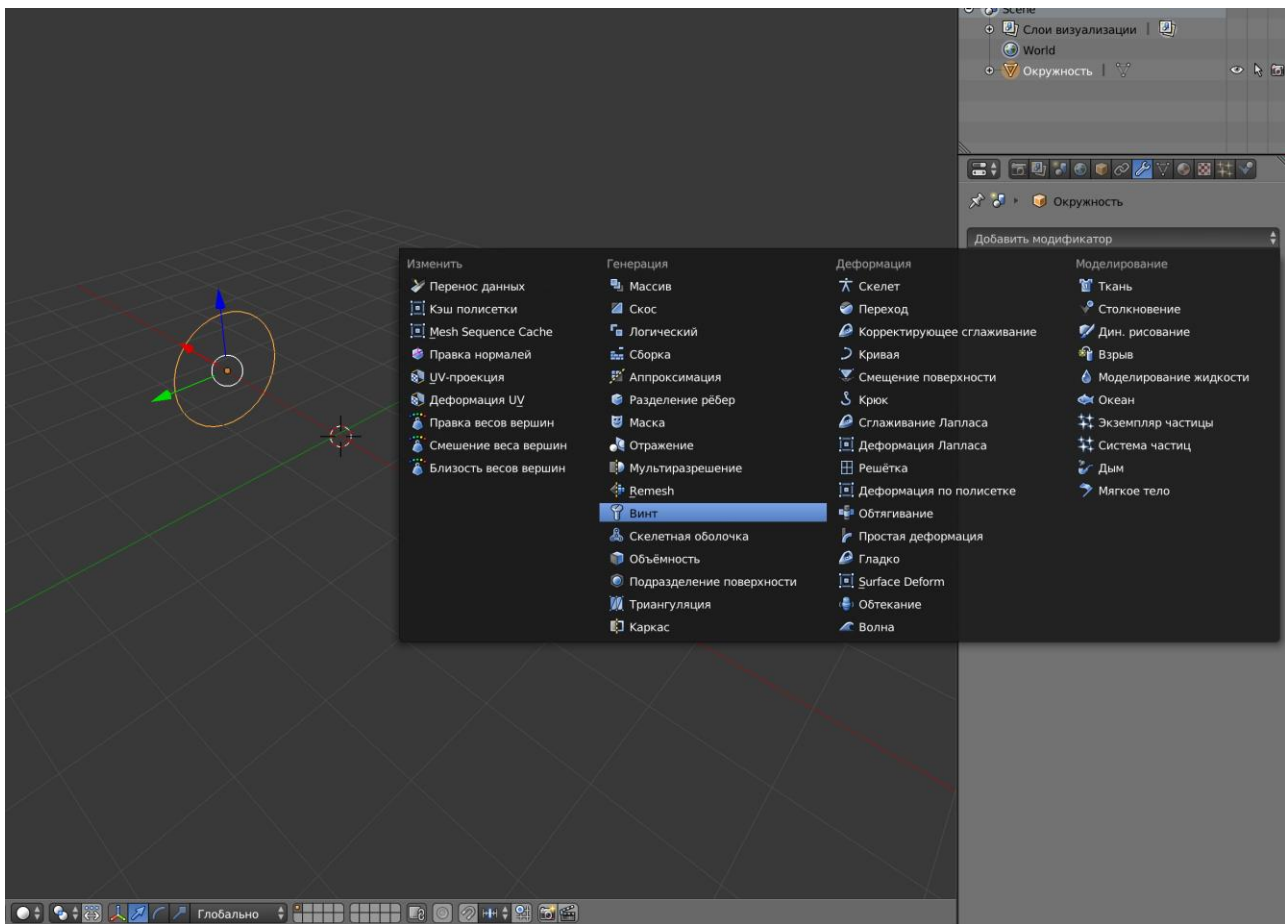 Scene
Слои визуализации
World
Окружность
Окружность
Добавить модификатор
Изменить
Перенос данных
Кэш полисетки
Mesh Sequence Cache
Правка нормалей
UV-проекция
Деформация UV
Правка весов вершин
Смешение веса вершин
Близость весов вершин
Генерация
Массив
Скос
Логический
Сборка
Аппроксимация
Разделение рёбер
Маска
Отражение
Мультиразрешение
Remesh
Винт
Скелетная оболочка
Объёмность
Подразделение поверхности
Триангуляция
Каркас
Деформация
Скелет
Переход
Корректирующее сглаживание
Кривая
Смещение поверхности
Крюк
Сглаживание Лапласа
Деформация Лапласа
Решётка
Деформация по полисетке
Обтягивание
Простая деформация
Гладко
Surface Deform
Обтекание
Волна
Моделирование
Ткань
Столкновение
Дин. рисование
Взрыв
Моделирование жидкости
Океан
Экземпляр частицы
Система частиц
Дым
Мягкое тело
Глобально